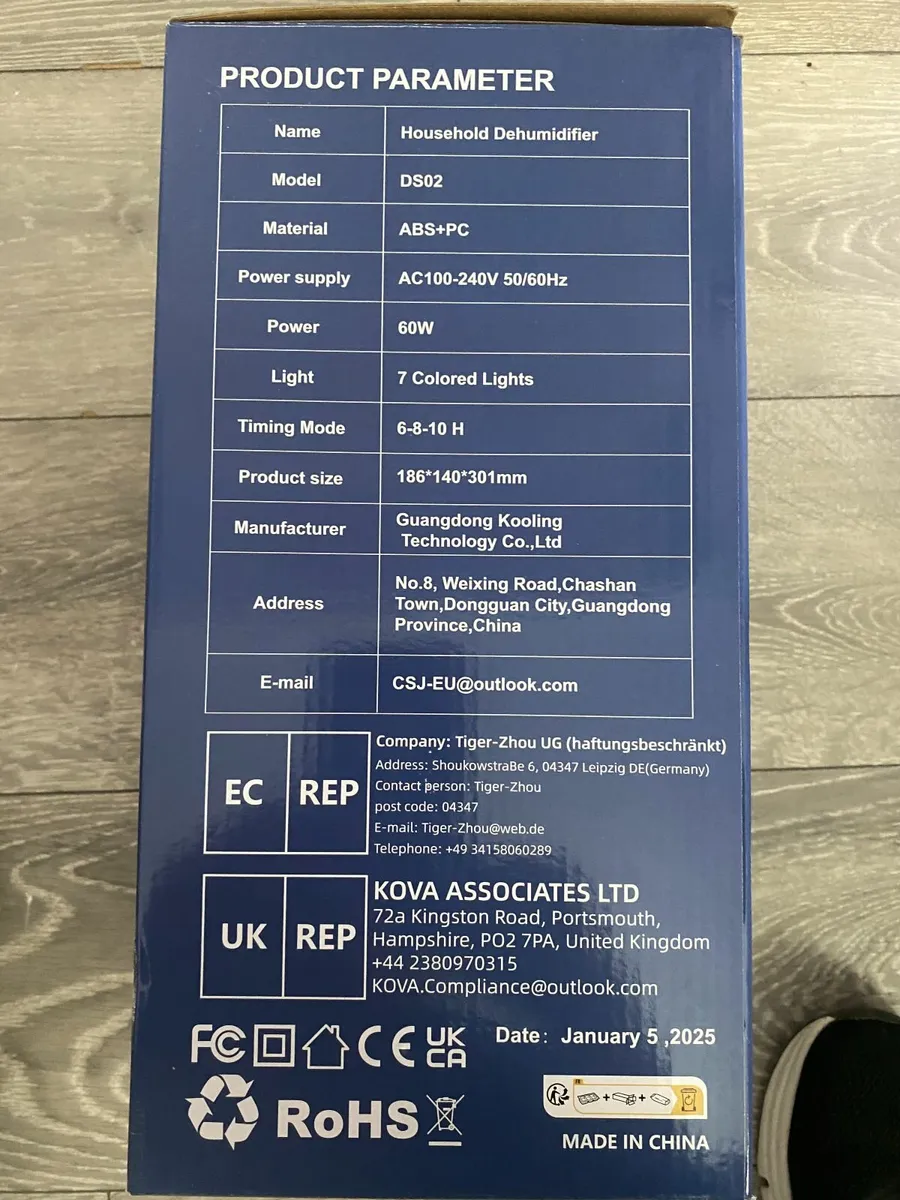 PRODUCT PARAMETER
Name Household Dehumidifier
Model DS02
Material ABS+PC
Power supply AC100-240V 50/60Hz
Power 60W
Light 7 Colored Lights
Timing Mode 6-8-10 H
Product size 186*140*301mm
Manufacturer Guangdong Kooling
Technology Co.,Ltd
Address No.8, Weixing Road,Chashan
Town,Dongguan City,Guangdong
Province,China
E-mail CSJ-EU@outlook.com
EC REP
Company: Tiger-Zhou UG (haftungsbeschränkt)
Address: ShoukowstraBe 6, 04347 Leipzig DE(Germany)
Contact person: Tiger-Zhou
post code: 04347
E-mail: Tiger-Zhou@web.de
Telephone: +49 34158060289
UK REP
KOVA ASSOCIATES LTD
72a Kingston Road, Portsmouth,
Hampshire, PO2 7PA, United Kingdom
+44 2380970315
KOVA.Compliance@outlook.com
FC CE UK
CA
Date: January 5 ,2025
RoHS
FR
MADE IN CHINA